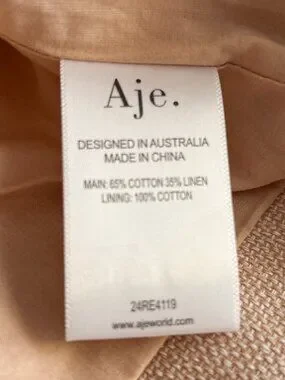 Aje.
DESIGNED IN AUSTRALIA
MADE IN CHINA
MAIN: 65% COTTON 35% LINEN
LINING: 100% COTTON
24RE4119
www.ajeworld.com